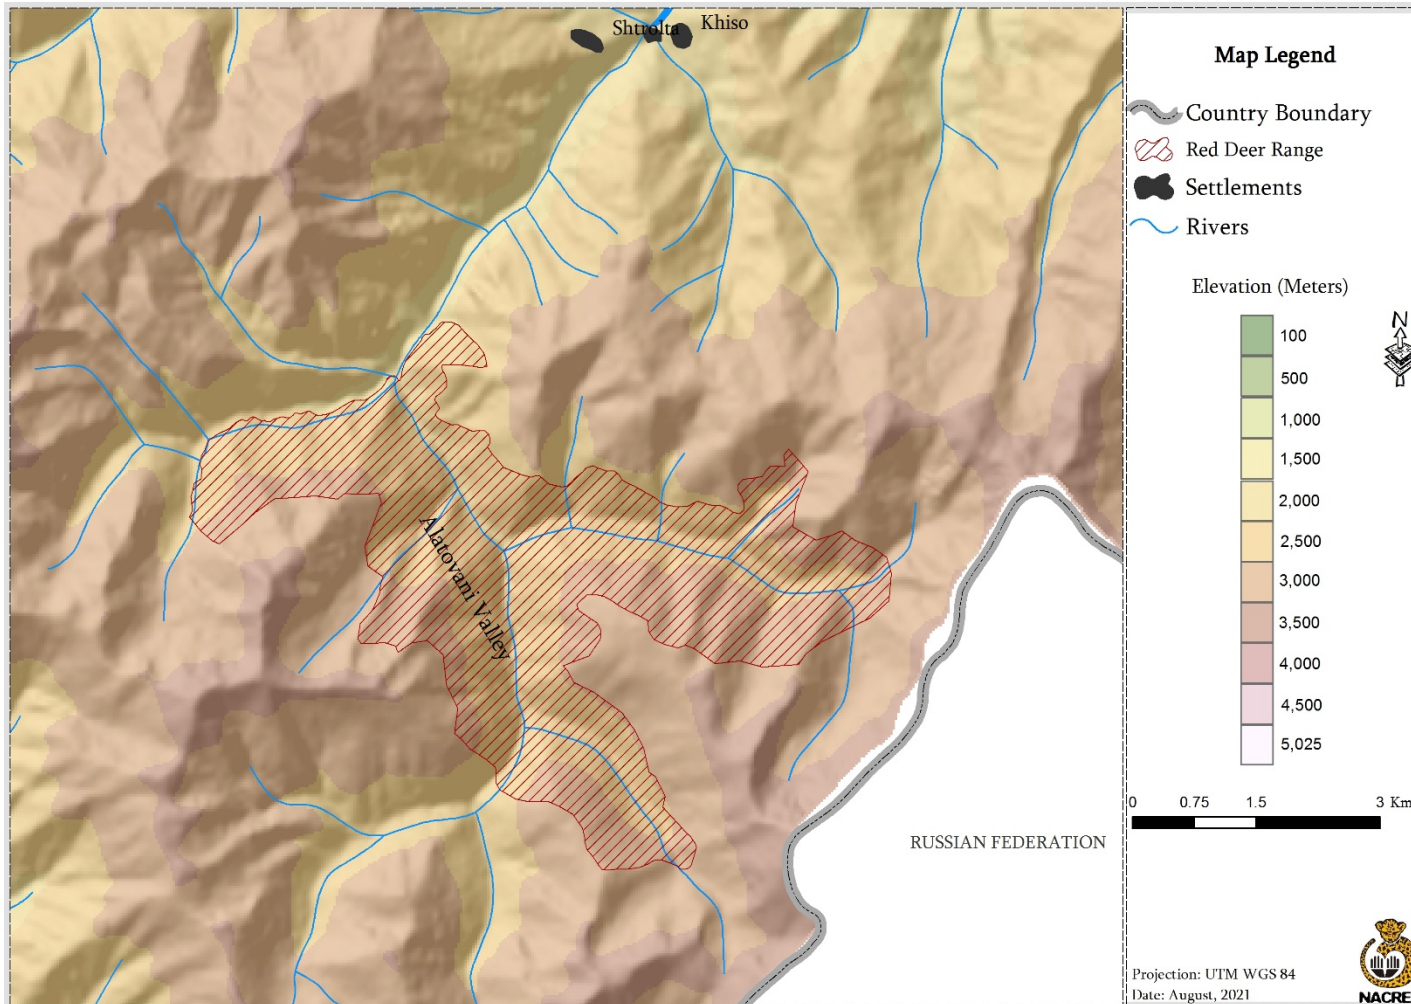 Shtrolta
Khiso
Alatovani Valley
RUSSIAN FEDERATION
Map Legend
Country Boundary
Red Deer Range
Settlements
Rivers
Elevation (Meters)
100
500
1,000
1,500
2,000
2,500
3,000
3,500
4,000
4,500
5,025
N
0 0.75 1.5 3 Km
Projection: UTM WGS 84
Date: August, 2021
NACRE